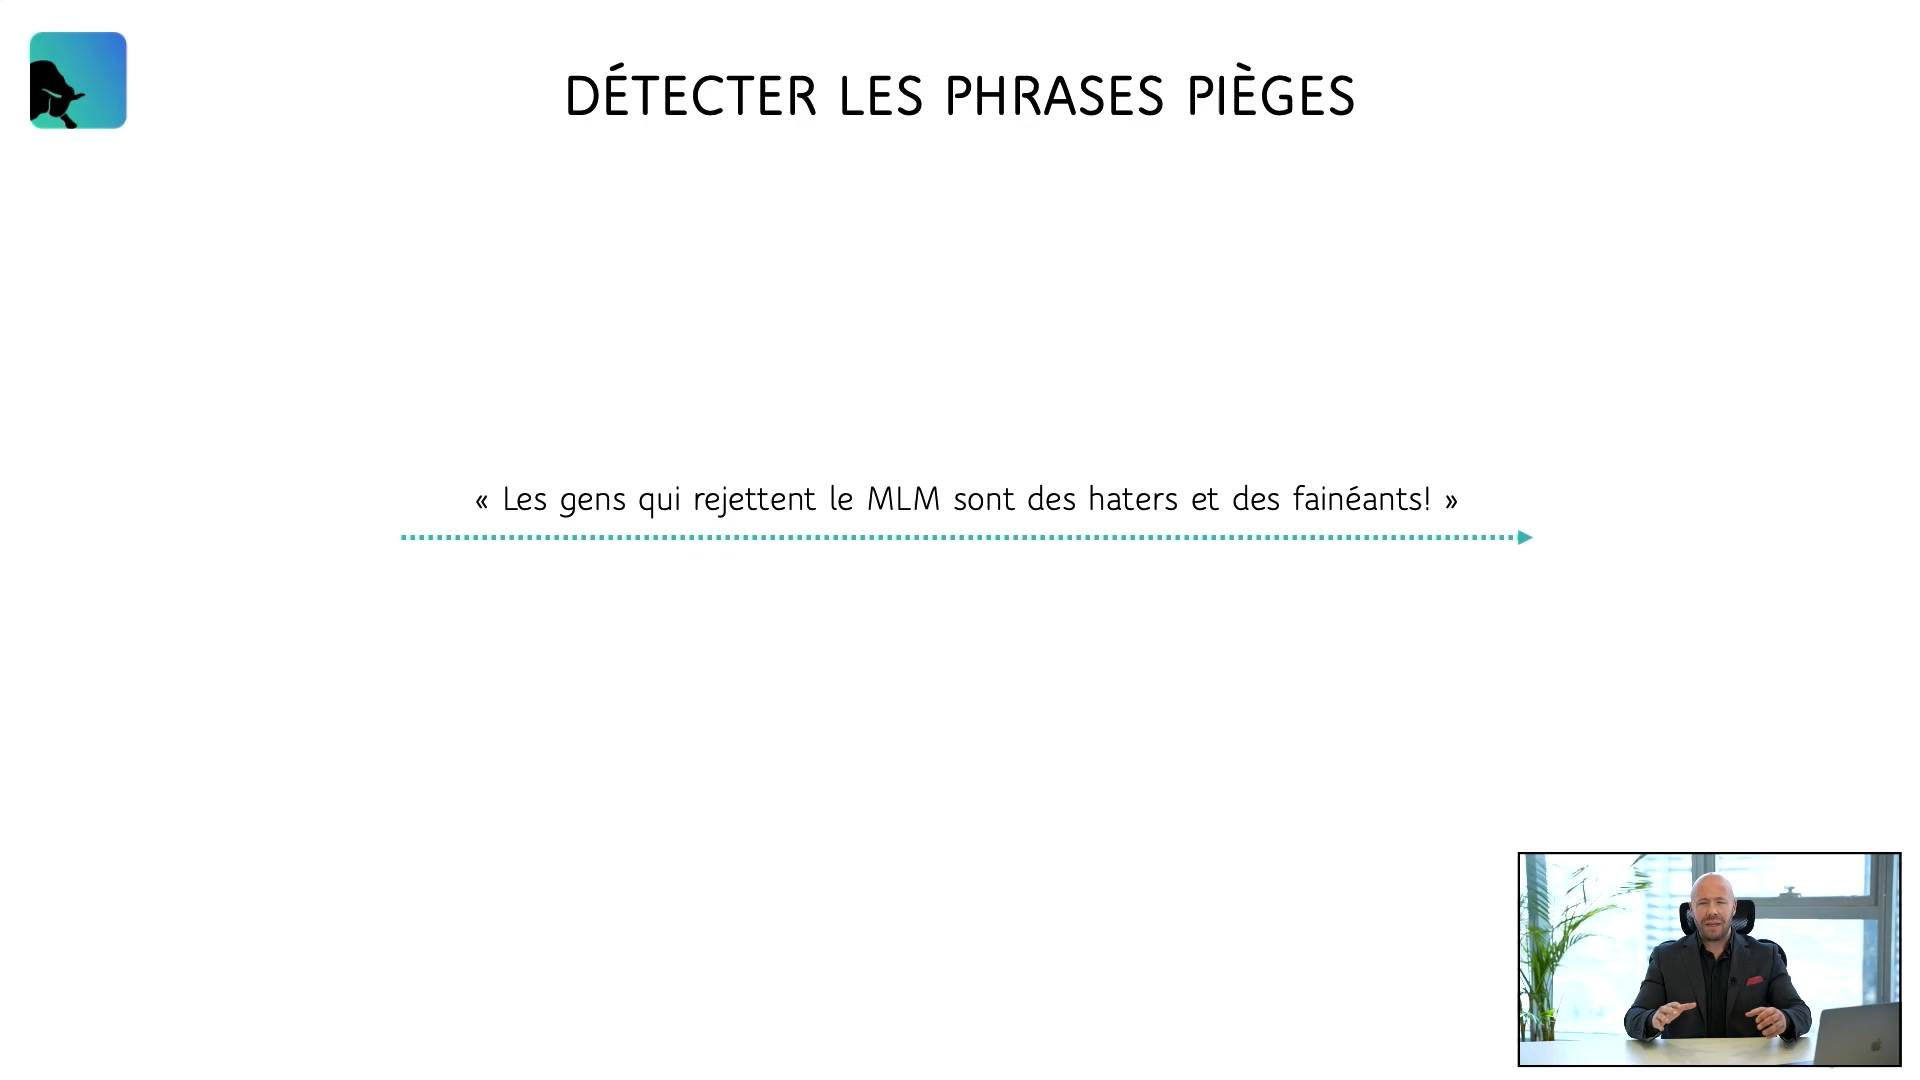 DÉTECTER LES PHRASES PIÈGES
« Les gens qui rejettent le MLM sont des haters et des fainéants! »